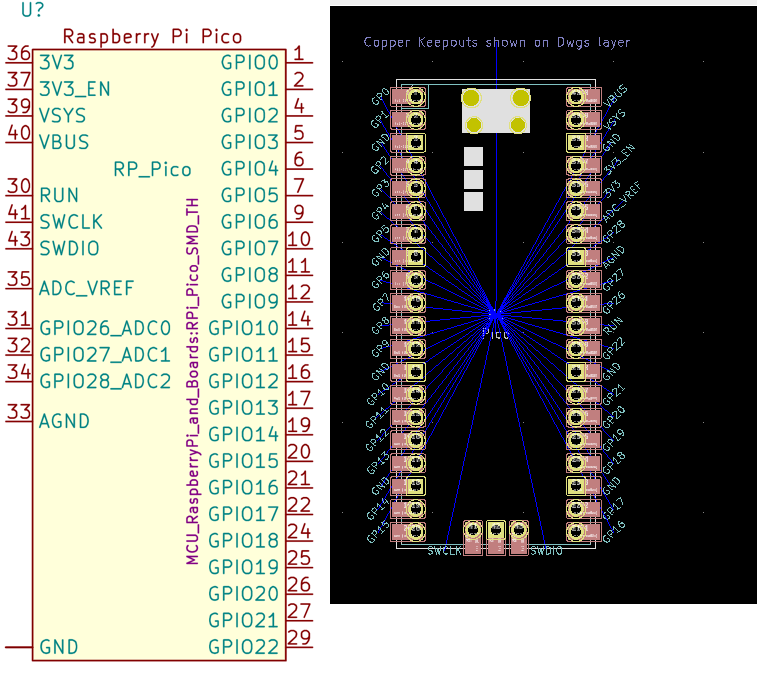 U?
Raspberry Pi Pico
36 3V3 GPIO0 1
37 3V3_EN GPIO1 2
39 VSYS GPIO2 4
40 VBUS GPIO3 5
RP_Pico GPIO4 6
30 RUN GPIO5 7
41 SWCLK GPIO6 9
43 SWDIO GPIO7 10
GPIO8 11
35 ADC_VREF GPIO9 12
31 GPIO26_ADC0 GPIO10 14
32 GPIO27_ADC1 GPIO11 15
34 GPIO28_ADC2 GPIO12 16
GPIO13 17
33 AGND GPIO14 19
GPIO15 20
GPIO16 21
GPIO17 22
GPIO18 24
GPIO19 25
GPIO20 26
GPIO21 27
GND GPIO22 29
MCU_RaspberryPi_and_Boards::RPi_Pico_SMD_TH
Copper Keepouts shown on Dwgs layer
GP0 VBUS
GP1 VSYS
GND GND
GP2 3V3_EN
GP3 3V3
GP4 ADC_VREF
GP5 GP28
GND AGND
GP6 GP27
GP7 GP26
GP8 RUN
Pico
GP9 GP22
GND GND
GP10 GP21
GP11 GP20
GP12 GP19
GP13 GP18
GND GND
GP14 GP17
GP15 GP16
SWCLK SWDIO